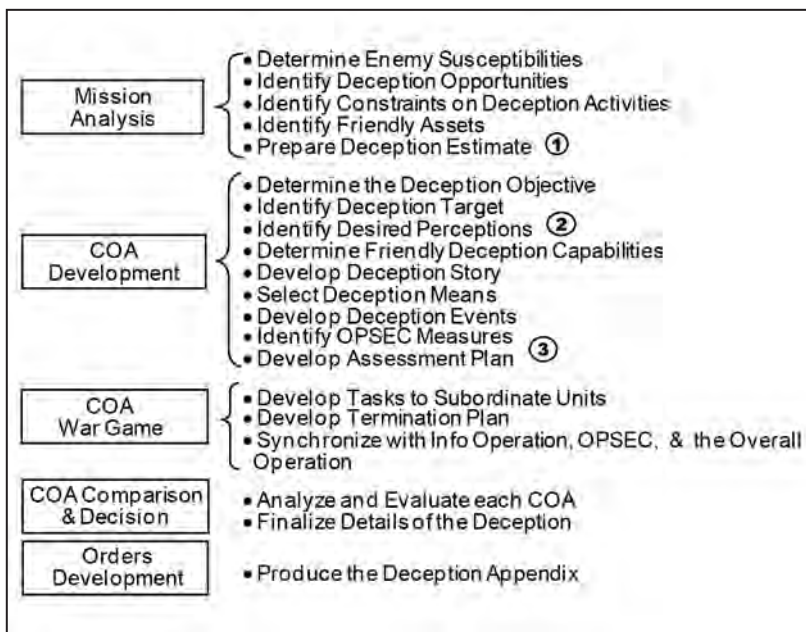 Mission
Analysis
• Determine Enemy Susceptibilities
• Identify Deception Opportunities
• Identify Constraints on Deception Activities
• Identify Friendly Assets
• Prepare Deception Estimate ①
COA
Development
• Determine the Deception Objective
• Identify Deception Target
• Identify Desired Perceptions ②
• Determine Friendly Deception Capabilities
• Develop Deception Story
• Select Deception Means
• Develop Deception Events
• Identify OPSEC Measures
• Develop Assessment Plan ③
COA
War Game
• Develop Tasks to Subordinate Units
• Develop Termination Plan
• Synchronize with Info Operation, OPSEC, & the Overall
Operation
COA Comparison
& Decision
• Analyze and Evaluate each COA
• Finalize Details of the Deception
Orders
Development
• Produce the Deception Appendix